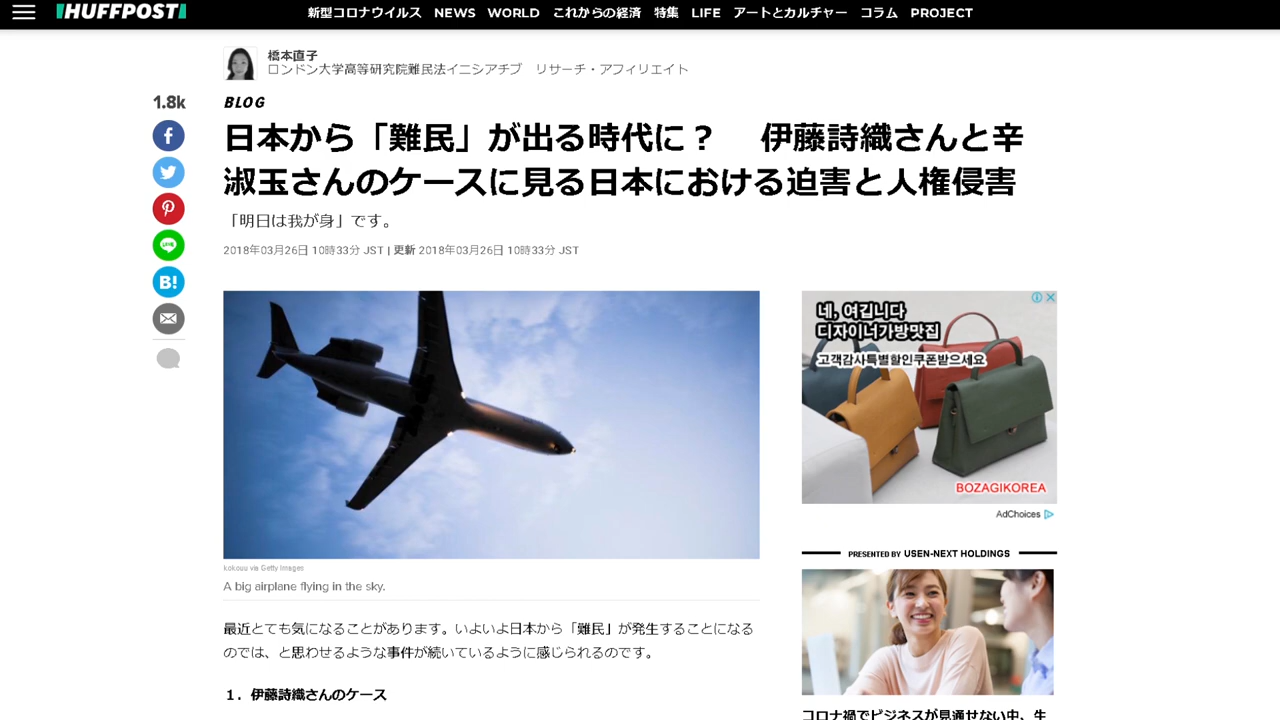 HUFFPOST
新型コロナウイルス NEWS WORLD これからの経済 特集 LIFE アートとカルチャー コラム PROJECT
橋本直子
ロンドン大学高等研究院難民法イニシアチブ リサーチ・アフィリエイト
1.8k
BLOG
日本から「難民」が出る時代に？ 伊藤詩織さんと辛
淑玉さんのケースに見る日本における迫害と人権侵害
「明日は我が身」です。
2018年03月26日 10時33分 JST | 更新 2018年03月26日 10時33分 JST
LINE
B!
네, 여깁니다
디자이너가방맛집
고객감사특별할인쿠폰받으세요
BOZAGIKOREA
AdChoices
kokouu via Getty Images
A big airplane flying in the sky.
最近とても気になることがあります。いよいよ日本から「難民」が発生することになる
のでは、と思わせるような事件が続いているように感じられるのです。
１．伊藤詩織さんのケース
PRESENTED BY USEN-NEXT HOLDINGS
コロナ禍でビジネスが見通せない中、生